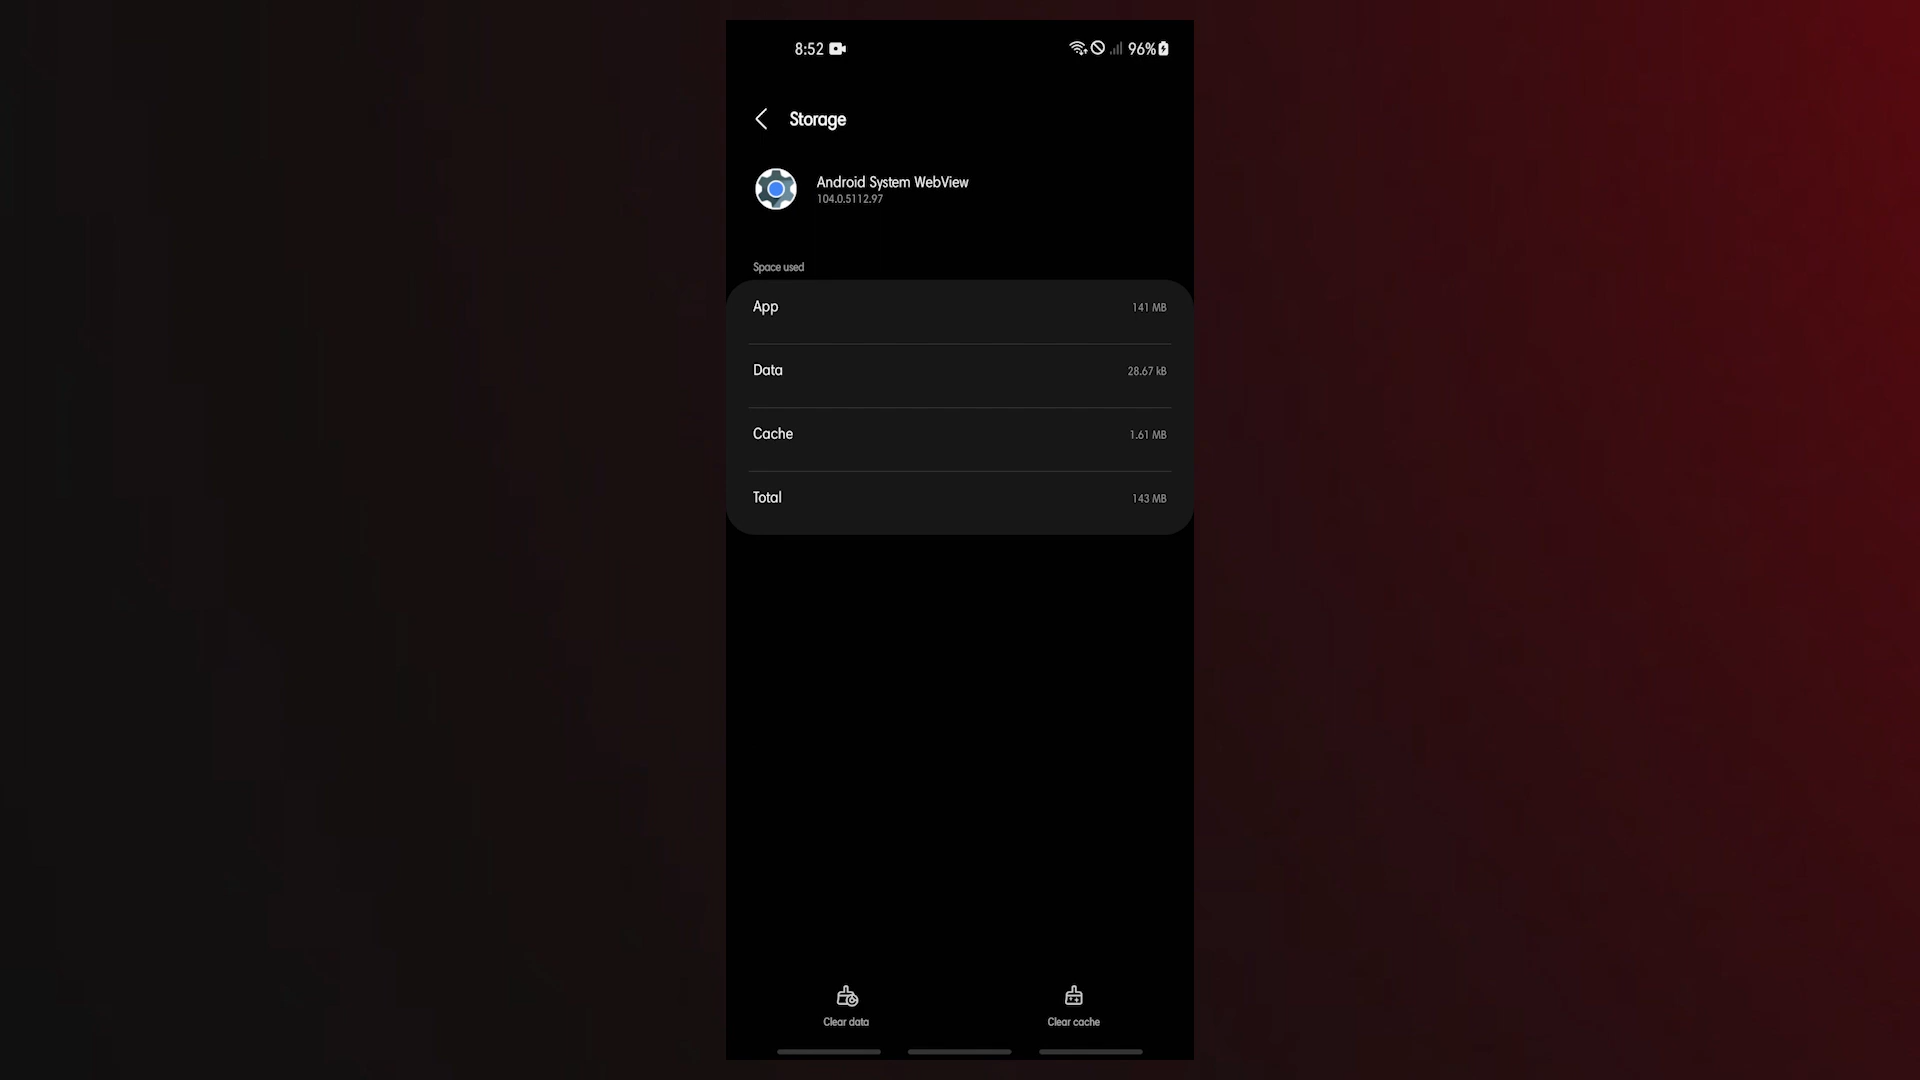 8:52
96%
Storage
Android System WebView
104.0.5112.97
Space used
App 141 MB
Data 28.67 kB
Cache 1.61 MB
Total 143 MB
Clear data Clear cache